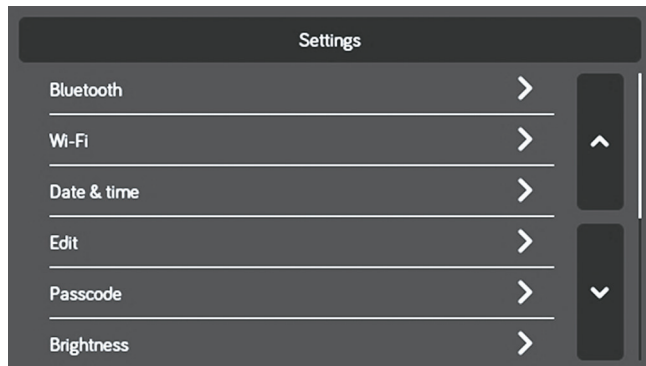 Settings
Bluetooth
Wi-Fi
Date & time
Edit
Passcode
Brightness